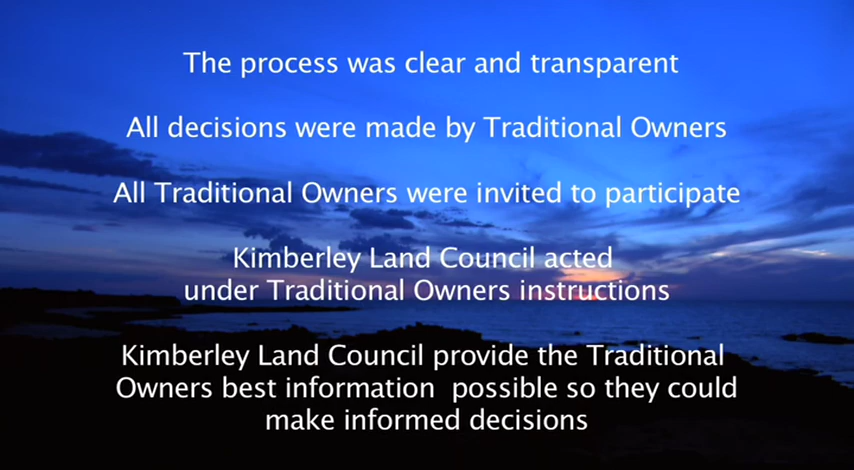 The process was clear and transparent
All decisions were made by Traditional Owners
All Traditional Owners were invited to participate
Kimberley Land Council acted
under Traditional Owners instructions
Kimberley Land Council provide the Traditional
Owners best information  possible so they could
make informed decisions